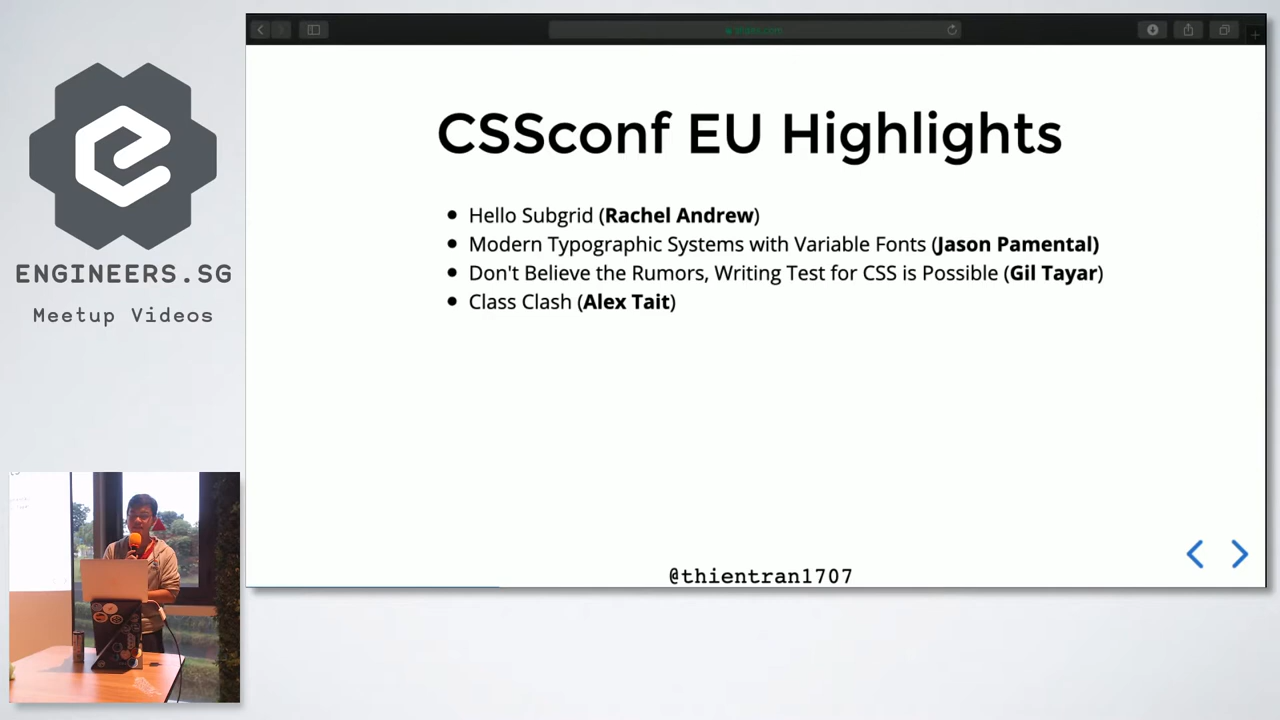 ENGINEERS.SG
Meetup Videos
CSSconf EU Highlights
Hello Subgrid (Rachel Andrew)
Modern Typographic Systems with Variable Fonts (Jason Pamental)
Don't Believe the Rumors, Writing Test for CSS is Possible (Gil Tayar)
Class Clash (Alex Tait)
@thientran1707